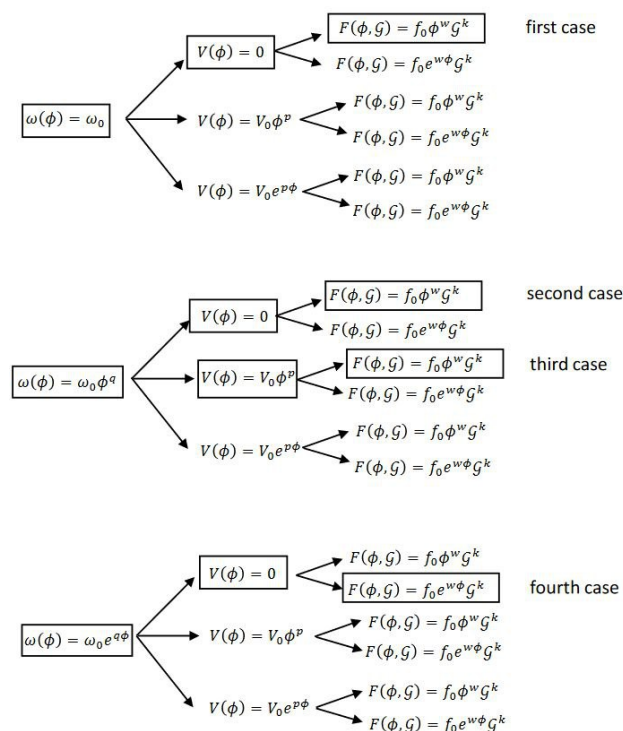 F(ϕ,𝒢) = f₀ϕʷ𝒢ᵏ first case
V(ϕ) = 0
F(ϕ,𝒢) = f₀eʷᵠ𝒢ᵏ
F(ϕ,𝒢) = f₀ϕʷ𝒢ᵏ
ω(ϕ) = ω₀ V(ϕ) = V₀ϕᵖ
F(ϕ,𝒢) = f₀eʷᵠ𝒢ᵏ
F(ϕ,𝒢) = f₀ϕʷ𝒢ᵏ
V(ϕ) = V₀eᵖᵠ
F(ϕ,𝒢) = f₀eʷᵠ𝒢ᵏ
F(ϕ,𝒢) = f₀ϕʷ𝒢ᵏ second case
V(ϕ) = 0
F(ϕ,𝒢) = f₀eʷᵠ𝒢ᵏ
F(ϕ,𝒢) = f₀ϕʷ𝒢ᵏ third case
ω(ϕ) = ω₀ϕ^q V(ϕ) = V₀ϕᵖ
F(ϕ,𝒢) = f₀eʷᵠ𝒢ᵏ
F(ϕ,𝒢) = f₀ϕʷ𝒢ᵏ
V(ϕ) = V₀eᵖᵠ
F(ϕ,𝒢) = f₀eʷᵠ𝒢ᵏ
F(ϕ,𝒢) = f₀ϕʷ𝒢ᵏ
V(ϕ) = 0
F(ϕ,𝒢) = f₀eʷᵠ𝒢ᵏ fourth case
F(ϕ,𝒢) = f₀ϕʷ𝒢ᵏ
ω(ϕ) = ω₀e^qϕ V(ϕ) = V₀ϕᵖ
F(ϕ,𝒢) = f₀eʷᵠ𝒢ᵏ
F(ϕ,𝒢) = f₀ϕʷ𝒢ᵏ
V(ϕ) = V₀eᵖᵠ
F(ϕ,𝒢) = f₀eʷᵠ𝒢ᵏ